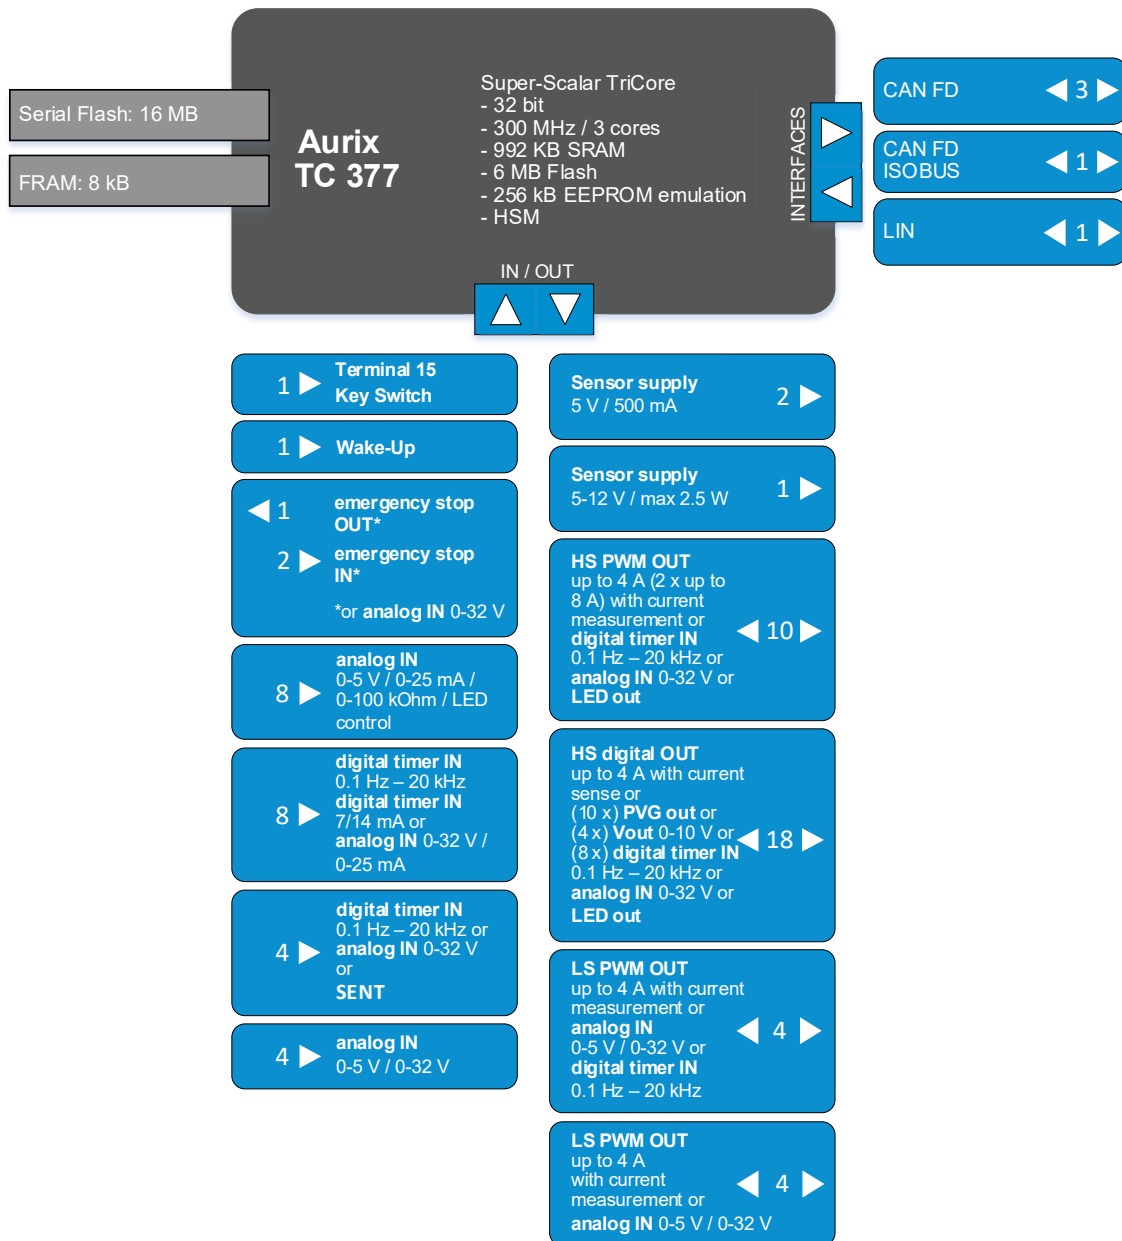 Serial Flash: 16 MB
FRAM: 8 kB
Aurix
TC 377
Super-Scalar TriCore
- 32 bit
- 300 MHz / 3 cores
- 992 KB SRAM
- 6 MB Flash
- 256 kB EEPROM emulation
- HSM
INTERFACES
IN / OUT
CAN FD
3
CAN FD
ISOBUS
1
LIN
1
1
Terminal 15
Key Switch
1
Wake-Up
1
emergency stop
OUT*
2
emergency stop
IN*
*or analog IN 0-32 V
8
analog IN
0-5 V / 0-25 mA /
0-100 kOhm / LED
control
8
digital timer IN
0.1 Hz – 20 kHz
digital timer IN
7/14 mA or
analog IN 0-32 V /
0-25 mA
4
digital timer IN
0.1 Hz – 20 kHz or
analog IN 0-32 V
or
SENT
4
analog IN
0-5 V / 0-32 V
Sensor supply
5 V / 500 mA
2
Sensor supply
5-12 V / max 2.5 W
1
HS PWM OUT
up to 4 A (2 x up to
8 A) with current
measurement or
digital timer IN
0.1 Hz – 20 kHz or
analog IN 0-32 V or
LED out
10
HS digital OUT
up to 4 A with current
sense or
(10 x) PVG out or
(4 x) Vout 0-10 V or
(8 x) digital timer IN
0.1 Hz – 20 kHz or
analog IN 0-32 V or
LED out
18
LS PWM OUT
up to 4 A with current
measurement or
analog IN
0-5 V / 0-32 V or
digital timer IN
0.1 Hz – 20 kHz
4
LS PWM OUT
up to 4 A
with current
measurement or
analog IN 0-5 V / 0-32 V
4